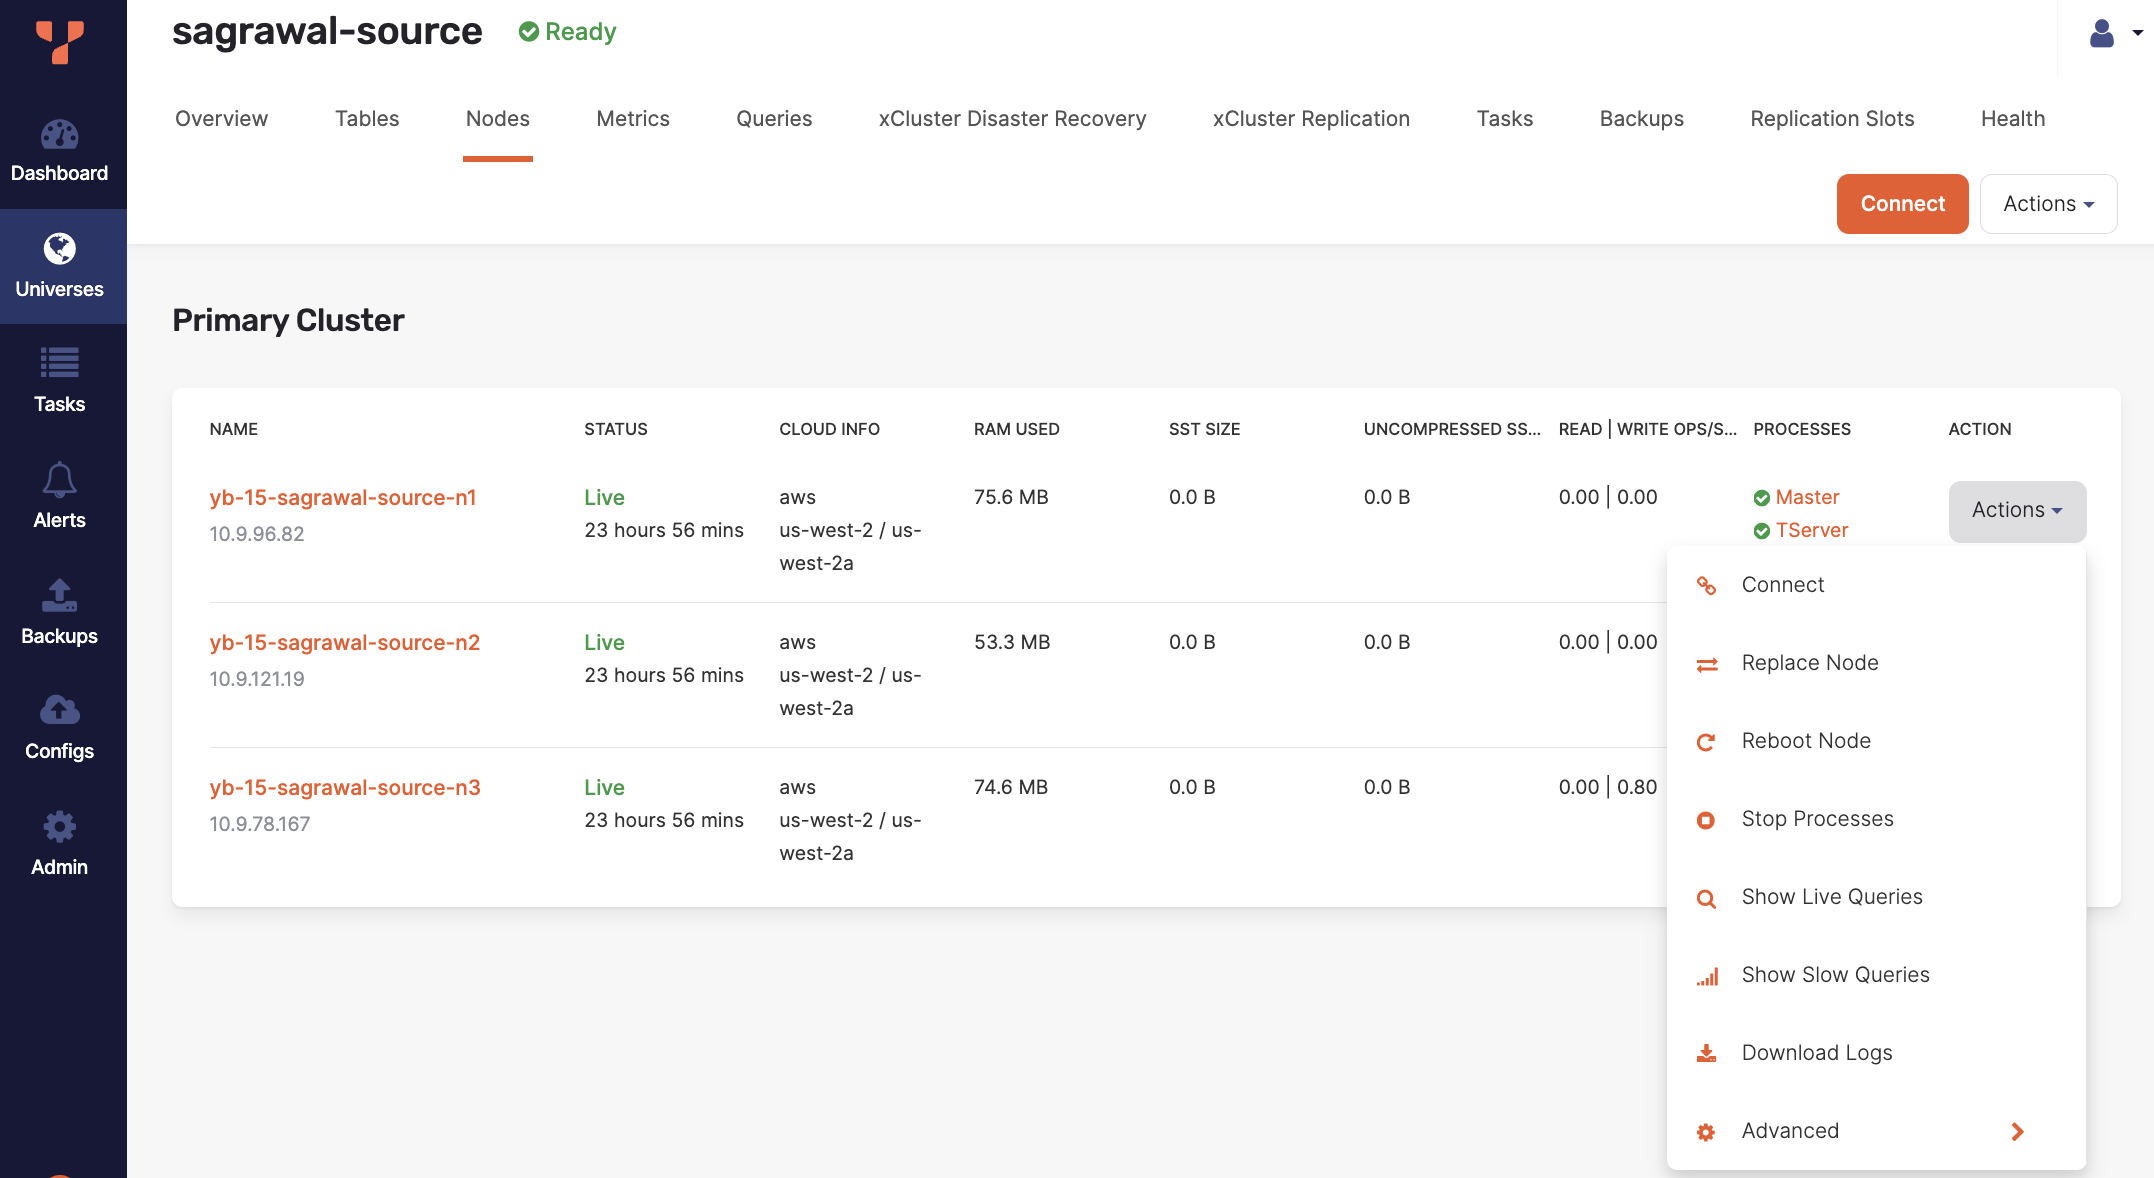 sagrawal-source Ready
Overview Tables Nodes Metrics Queries xCluster Disaster Recovery xCluster Replication Tasks Backups Replication Slots Health
Connect Actions
Dashboard
Universes
Tasks
Alerts
Backups
Configs
Admin
Primary Cluster
NAME STATUS CLOUD INFO RAM USED SST SIZE UNCOMPRESSED SS... READ | WRITE OPS/S... PROCESSES ACTION
yb-15-sagrawal-source-n1 Live aws 75.6 MB 0.0 B 0.0 B 0.00 | 0.00 Master Actions
10.9.96.82 23 hours 56 mins us-west-2 / us- TServer
west-2a
yb-15-sagrawal-source-n2 Live aws 53.3 MB 0.0 B 0.0 B 0.00 | 0.00
10.9.121.19 23 hours 56 mins us-west-2 / us-
west-2a
yb-15-sagrawal-source-n3 Live aws 74.6 MB 0.0 B 0.0 B 0.00 | 0.80
10.9.78.167 23 hours 56 mins us-west-2 / us-
west-2a
Connect
Replace Node
Reboot Node
Stop Processes
Show Live Queries
Show Slow Queries
Download Logs
Advanced